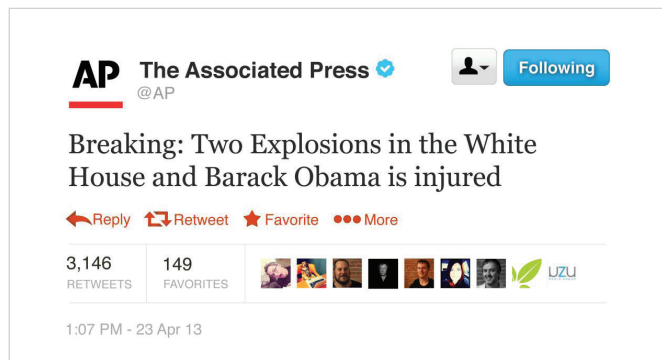 AP The Associated Press
@AP
Following
Breaking: Two Explosions in the White
House and Barack Obama is injured
Reply Retweet Favorite More
3,146 149
RETWEETS FAVORITES
UZU
1:07 PM - 23 Apr 13